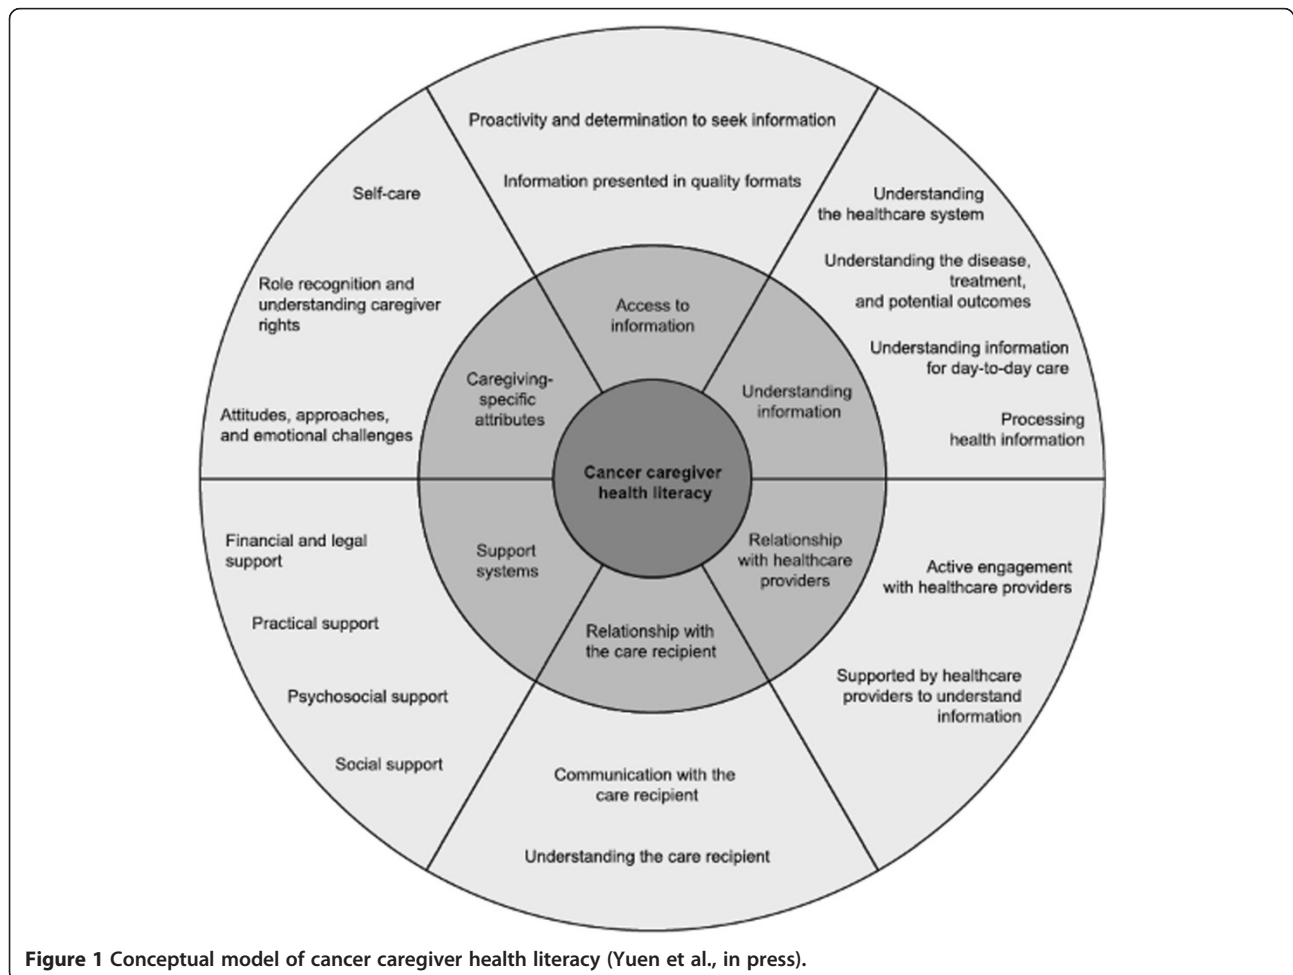 Proactivity and determination to seek information
Information presented in quality formats
Access to
information
Understanding
the healthcare system
Understanding the disease,
treatment,
and potential outcomes
Understanding information
for day-to-day care
Processing
health information
Understanding
information
Active engagement
with healthcare providers
Supported by healthcare
providers to understand
information
Relationship
with healthcare
providers
Relationship with
the care recipient
Communication with the
care recipient
Understanding the care recipient
Support
systems
Financial and legal
support
Practical support
Psychosocial support
Social support
Caregiving-
specific
attributes
Self-care
Role recognition and
understanding caregiver
rights
Attitudes, approaches,
and emotional challenges
Cancer caregiver
health literacy
Figure 1 Conceptual model of cancer caregiver health literacy (Yuen et al., in press).